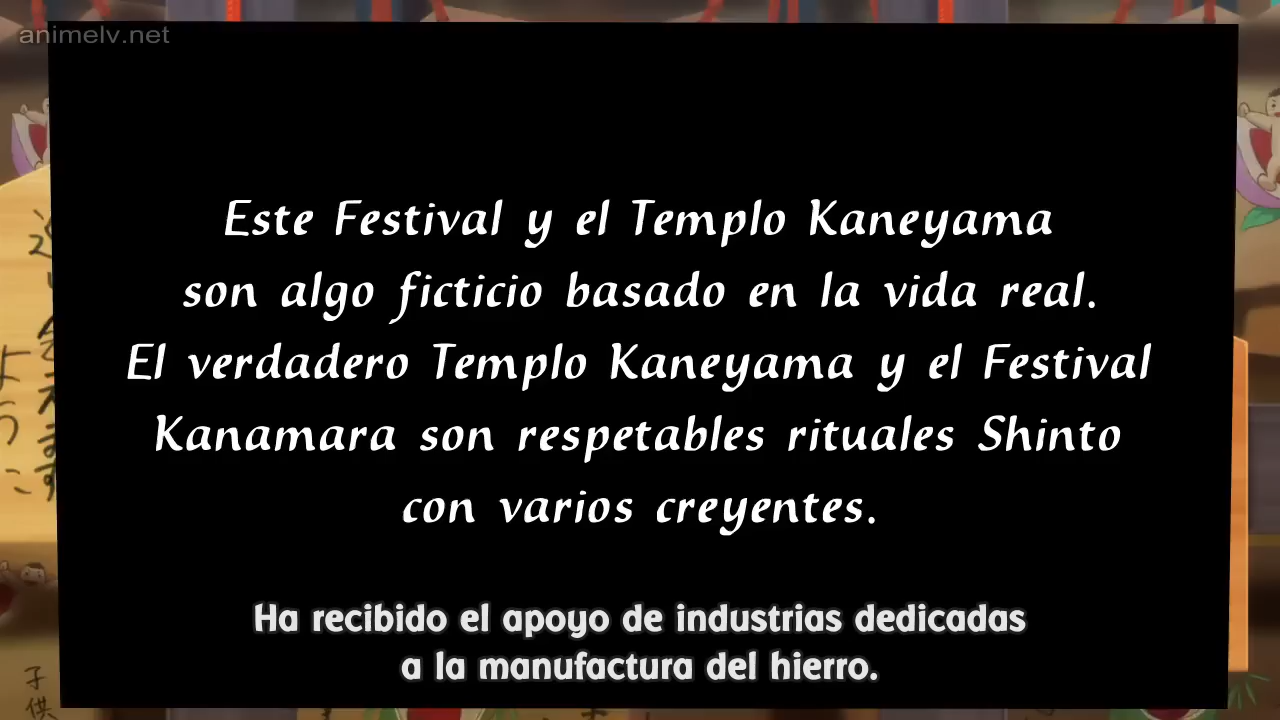 animelv.net
Este Festival y el Templo Kaneyama
son algo ficticio basado en la vida real.
El verdadero Templo Kaneyama y el Festival
Kanamara son respetables rituales Shinto
con varios creyentes.
Ha recibido el apoyo de industrias dedicadas
a la manufactura del hierro.
子供